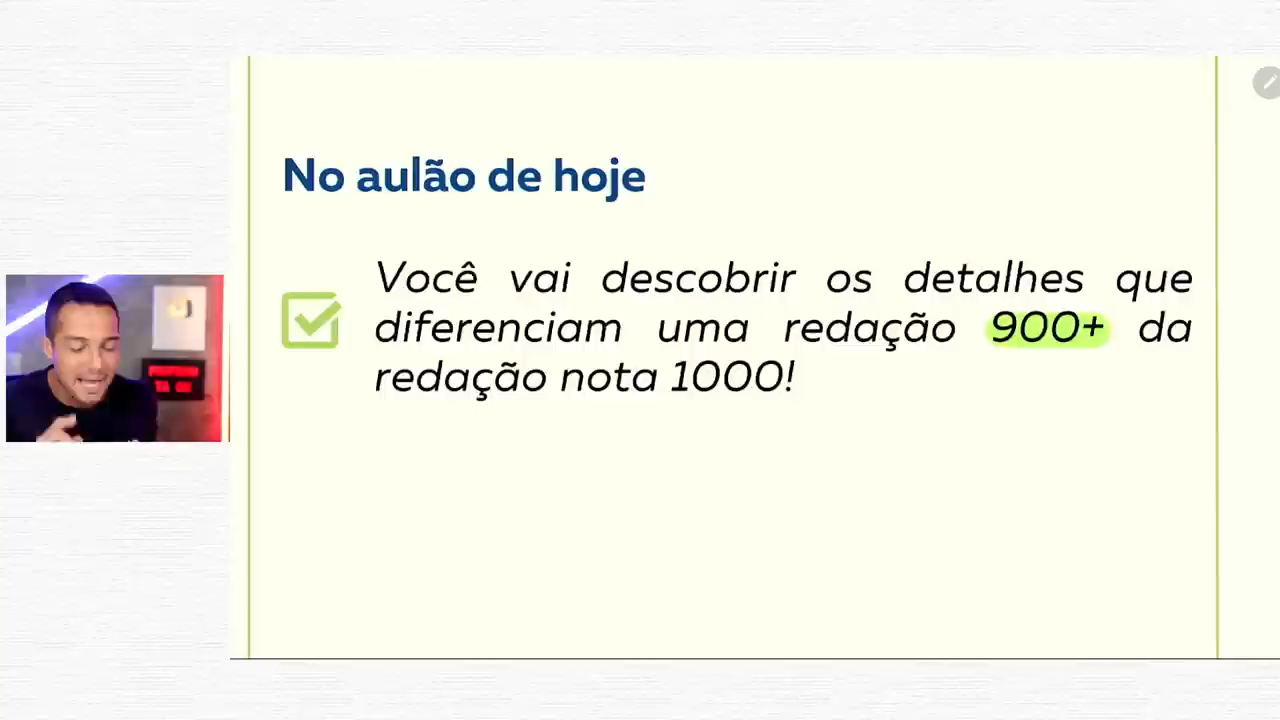 No aulão de hoje
Você vai descobrir os detalhes que
diferenciam uma redação 900+ da
redação nota 1000!